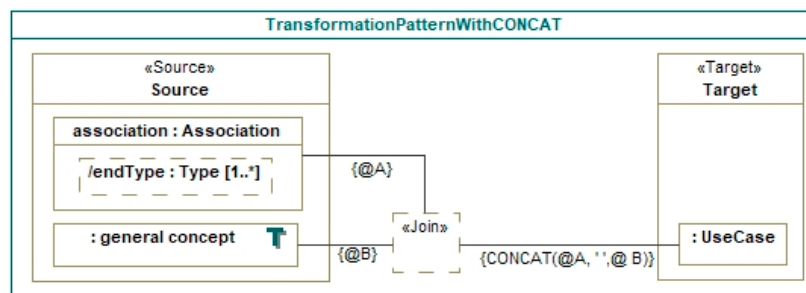 TransformationPatternWithCONCAT
«Source»
Source
association : Association
/endType : Type [1..*]
: general concept
{@A}
{@B}
«Join»
{CONCAT(@A, ' ',@ B)}
«Target»
Target
: UseCase